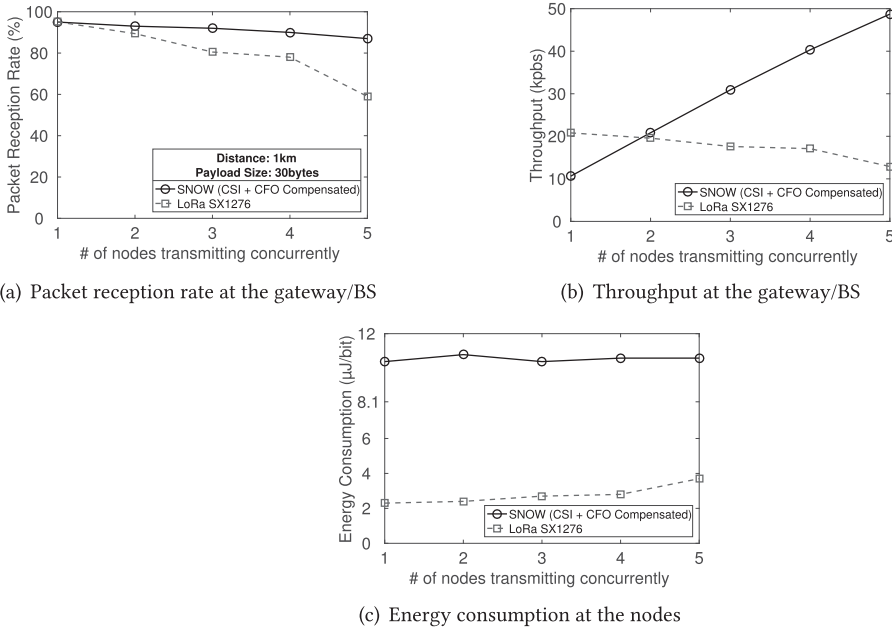 Packet Reception Rate (%)
100
80
60
40
20
0
Distance: 1km
Payload Size: 30bytes
SNOW (CSI + CFO Compensated)
LoRa SX1276
1 2 3 4 5
# of nodes transmitting concurrently
(a) Packet reception rate at the gateway/BS
Throughput (kpbs)
50
40
30
20
10
0
SNOW (CSI + CFO Compensated)
LoRa SX1276
1 2 3 4 5
# of nodes transmitting concurrently
(b) Throughput at the gateway/BS
Energy Consumption (µJ/bit)
12
8.1
6
4
2
0
SNOW (CSI + CFO Compensated)
LoRa SX1276
1 2 3 4 5
# of nodes transmitting concurrently
(c) Energy consumption at the nodes